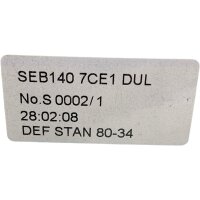 SEB140 7CE1 DUL
No.S 0002/1
28:02:08
DEF STAN 80-34